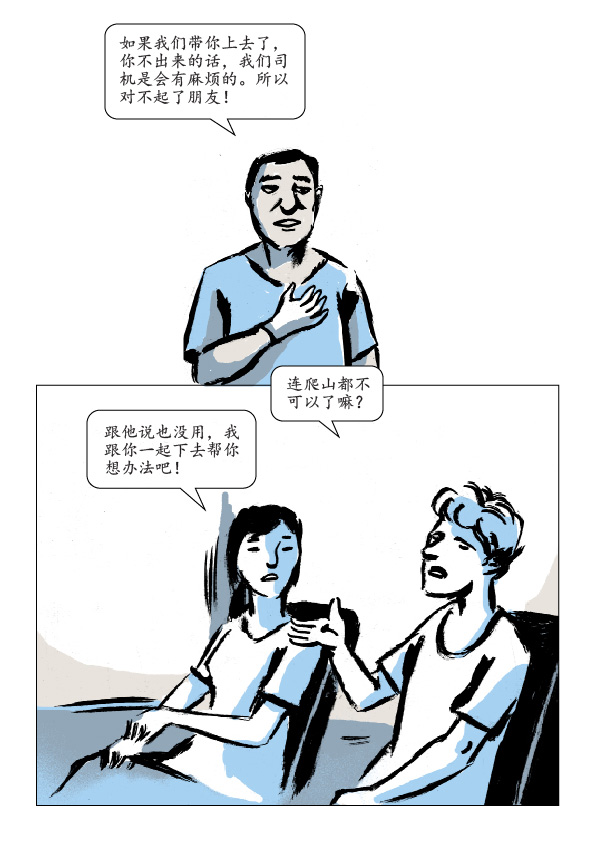 如果我们带你上去了，
你不出来的话，我们司
机是会有麻烦的。所以
对不起了朋友！
连爬山都不
可以了嘛？
跟他说也没用，我
跟你一起下去帮你
想办法吧！